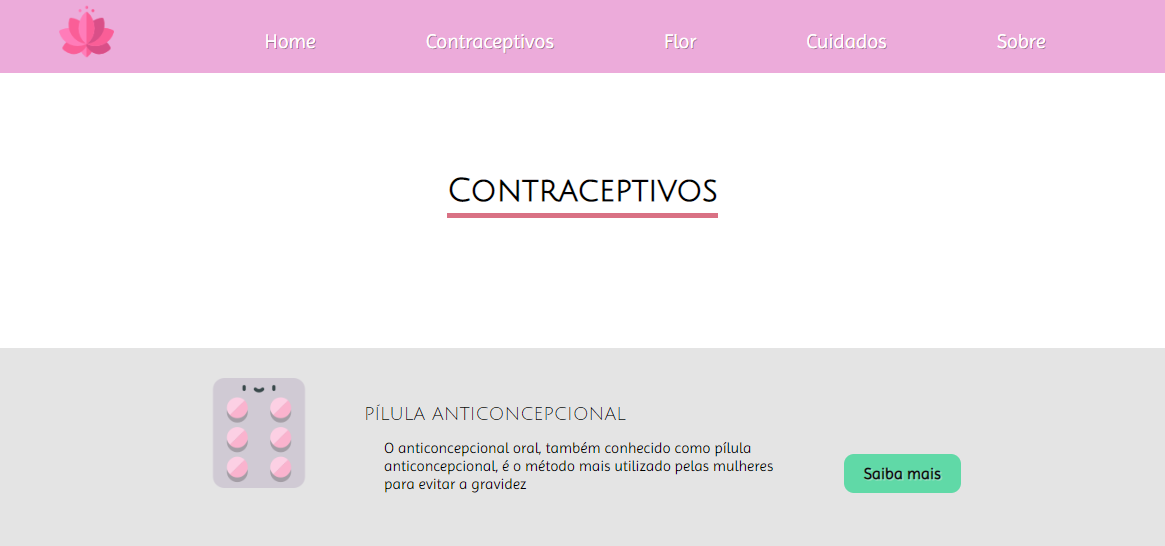 Home Contraceptivos Flor Cuidados Sobre
Contraceptivos
PÍLULA ANTICONCEPCIONAL
O anticoncepcional oral, também conhecido como pílula
anticoncepcional, é o método mais utilizado pelas mulheres
para evitar a gravidez
Saiba mais